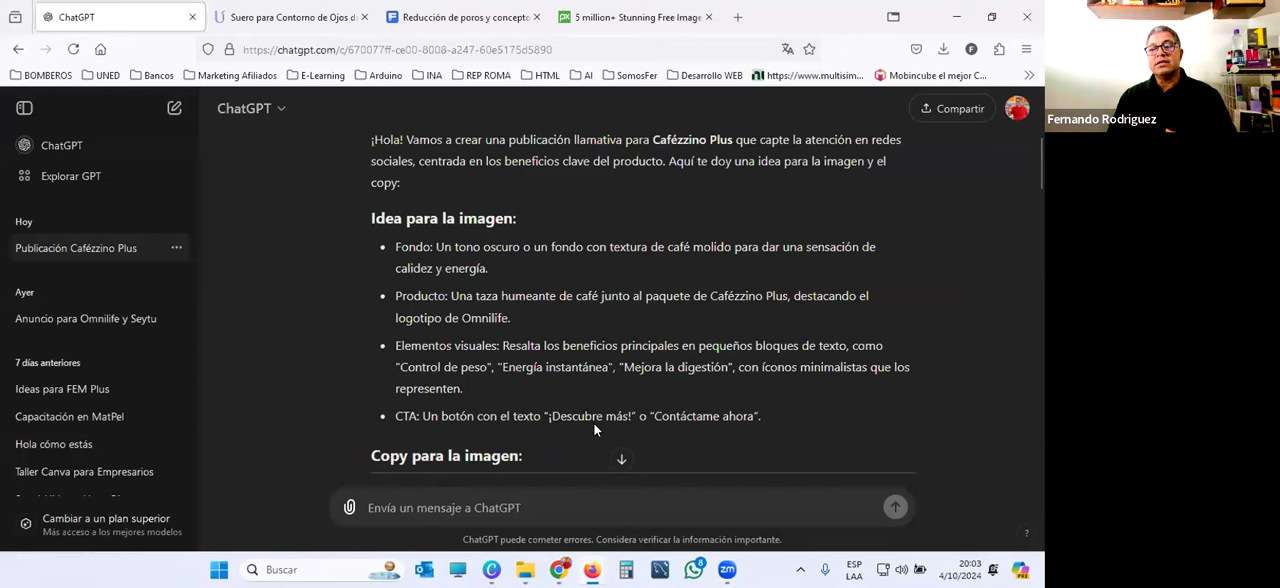 ChatGPT
Suero para Contorno de Ojos d
Reducción de poros y concepto
5 million+ Stunning Free Image
https://chatgpt.com/c/670077ff-ce00-8008-a247-60e5175d5890
BOMBEROS
UNED
Bancos
Marketing Afiliados
E-Learning
Arduino
INA
REP ROMA
HTML
AI
SomosFer
Desarrollo WEB
https://www.multisim...
Mobincube el mejor C...
ChatGPT
Compartir
Fernando Rodriguez
ChatGPT
Explorar GPT
Hoy
Publicación Cafézzino Plus
Ayer
Anuncio para Omnilife y Seytu
7 días anteriores
Ideas para FEM Plus
Capacitación en MatPel
Hola cómo estás
Taller Canva para Empresarios
Cambiar a un plan superior
Más acceso a los mejores modelos
¡Hola! Vamos a crear una publicación llamativa para Cafézzino Plus que capte la atención en redes
sociales, centrada en los beneficios clave del producto. Aquí te doy una idea para la imagen y el
copy:
Idea para la imagen:
• Fondo: Un tono oscuro o un fondo con textura de café molido para dar una sensación de
calidez y energía.
• Producto: Una taza humeante de café junto al paquete de Cafézzino Plus, destacando el
logotipo de Omnilife.
• Elementos visuales: Resalta los beneficios principales en pequeños bloques de texto, como
"Control de peso", "Energía instantánea", "Mejora la digestión", con íconos minimalistas que los
representen.
• CTA: Un botón con el texto "¡Descubre más!" o "Contáctame ahora".
Copy para la imagen:
Envía un mensaje a ChatGPT
ChatGPT puede cometer errores. Considera verificar la información importante.
?
Buscar
8
zm
ESP
LAA
20:03
4/10/2024